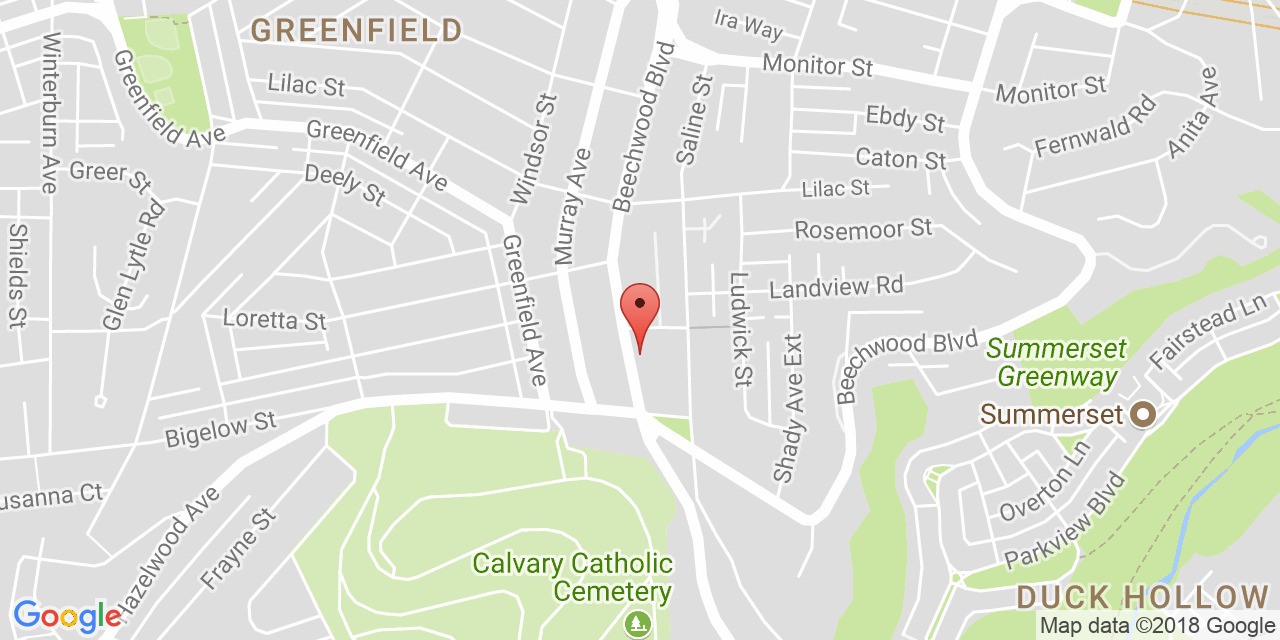 GREENFIELD
Ira Way
Monitor St
Monitor St
Winterburn Ave
Greenfield Ave
Lilac St
Greenfield Ave
Windsor St
Murray Ave
Beechwood Blvd
Saline St
Ebdy St
Fernwald Rd
Anita Ave
Caton St
Greer St
Deely St
Lilac St
Rosemoor St
Shields St
Glen Lytle Rd
Greenfield Ave
Ludwick St
Landview Rd
Loretta St
Shady Ave Ext
Beechwood Blvd
Summerset
Greenway
Fairstead Ln
Summerset
Bigelow St
usanna Ct
Hazelwood Ave
Frayne St
Overton Ln
Parkview Blvd
Calvary Catholic
Cemetery
DUCK HOLLOW
Google
Map data ©2018 Google